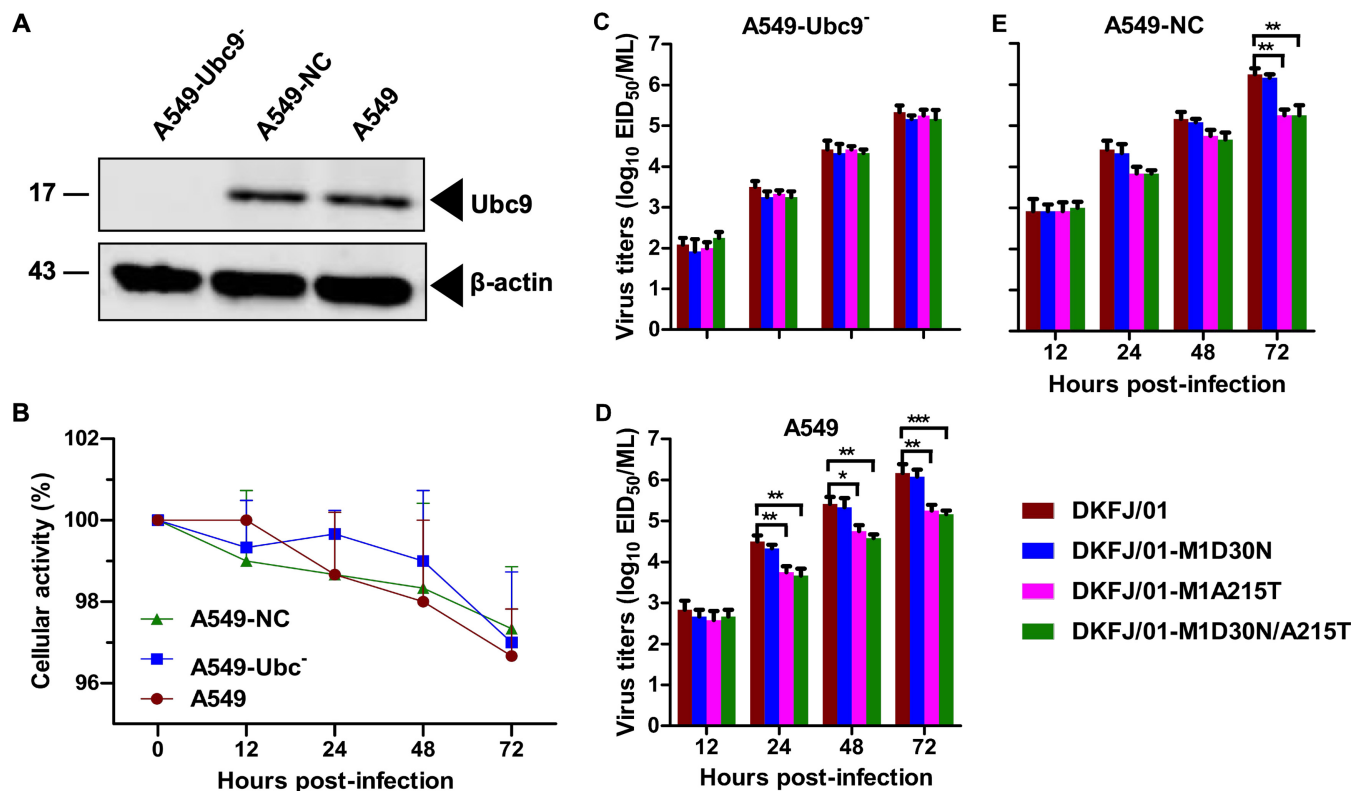 A
A549-Ubc9-
A549-NC
A549
17
Ubc9
43
β-actin
B
Cellular activity (%)
102
100
98
96
A549-NC
A549-Ubc-
A549
0 12 24 48 72
Hours post-infection
C
A549-Ubc9-
Virus titers (log10 EID50/ML)
7
6
5
4
3
2
1
0
D
A549
Virus titers (log10 EID50/ML)
7
6
5
4
3
2
1
0
**
**
**
*
***
**
12 24 48 72
Hours post-infection
E
A549-NC
**
**
12 24 48 72
Hours post-infection
DKFJ/01
DKFJ/01-M1D30N
DKFJ/01-M1A215T
DKFJ/01-M1D30N/A215T